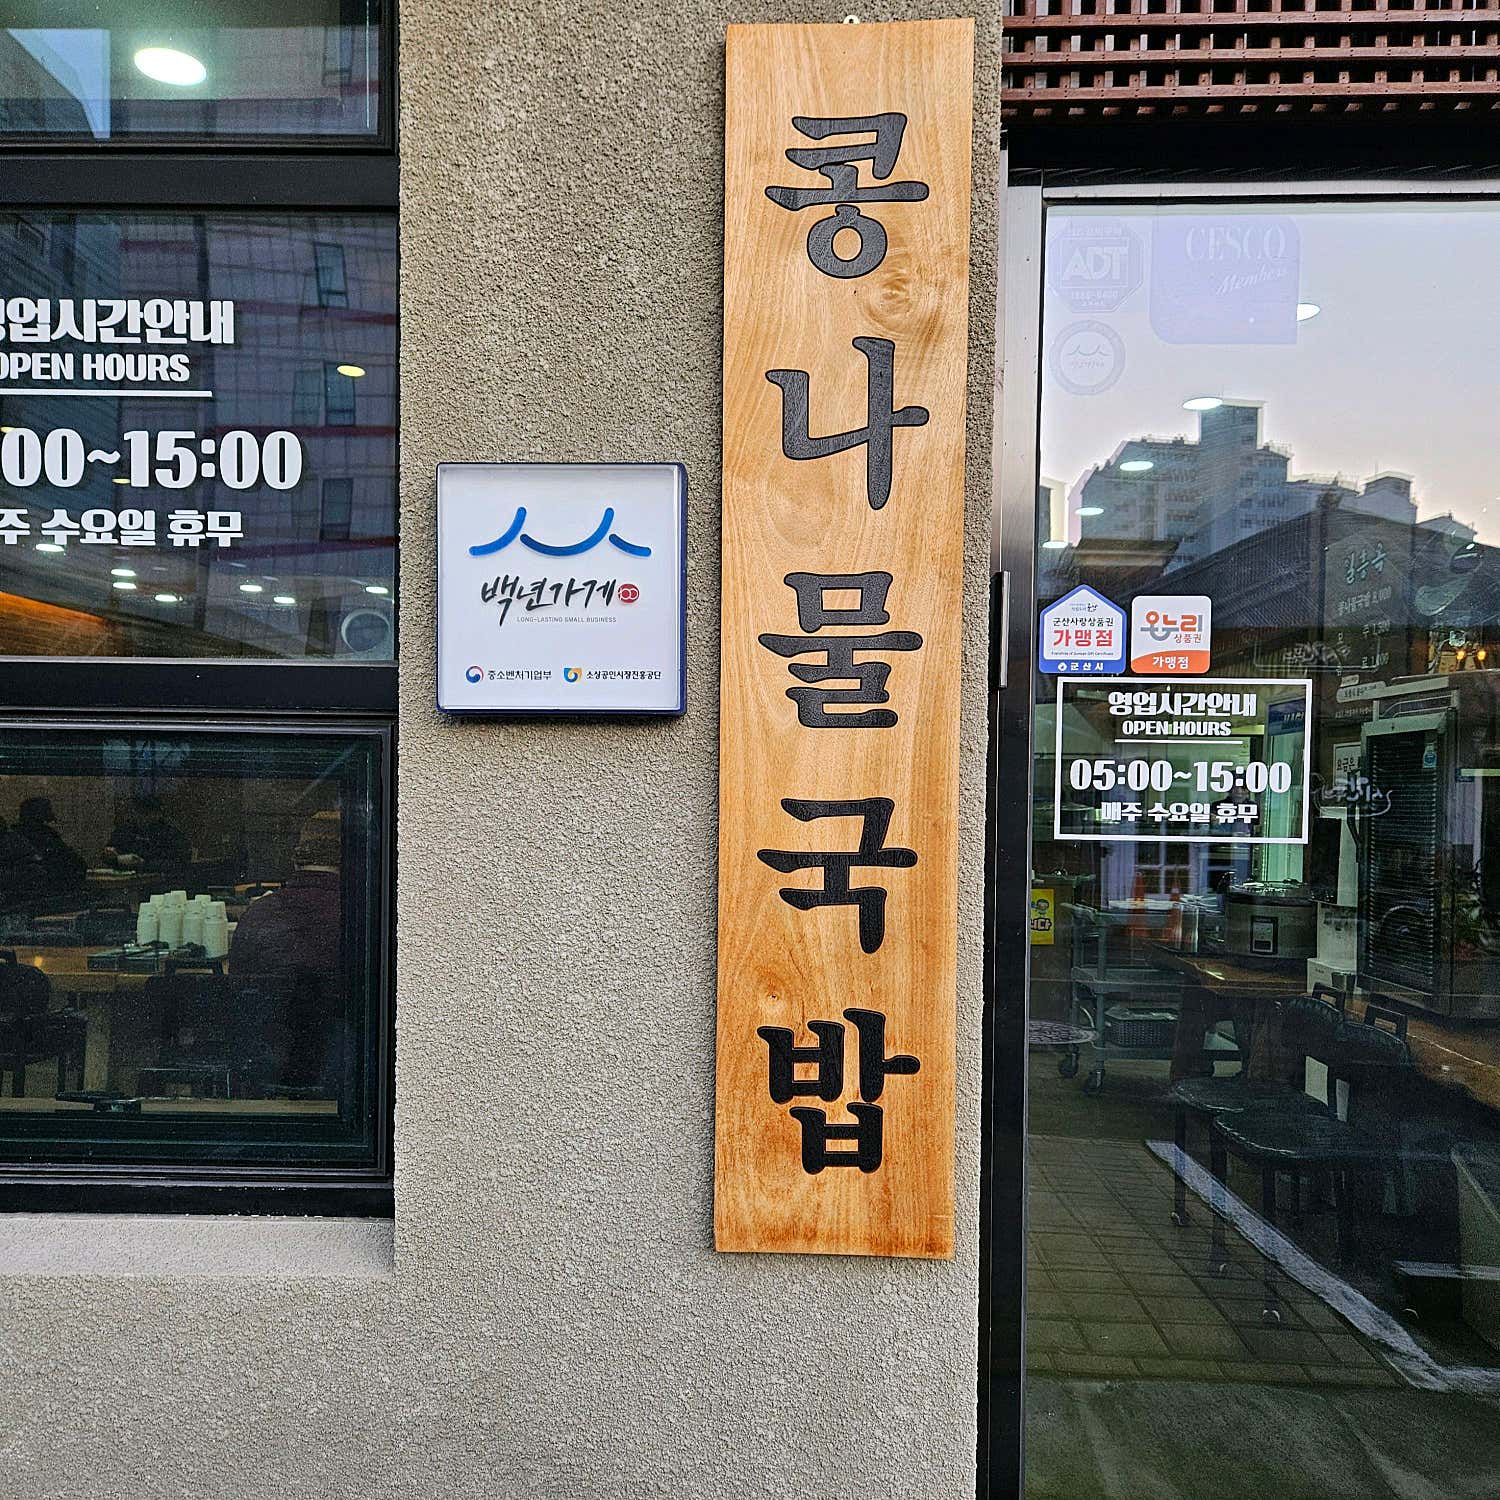 영업시간안내
OPEN HOURS
00~15:00
주 수요일 휴무
백년가게
LONG-LASTING SMALL BUSINESS
중소벤처기업부
소상공인시장진흥공단
콩나물국밥
ADT
CESCO
Members
군산사랑상품권
가맹점
군산시
온누리
상품권
가맹점
영업시간안내
OPEN HOURS
05:00~15:00
매주 수요일 휴무
일흥옥